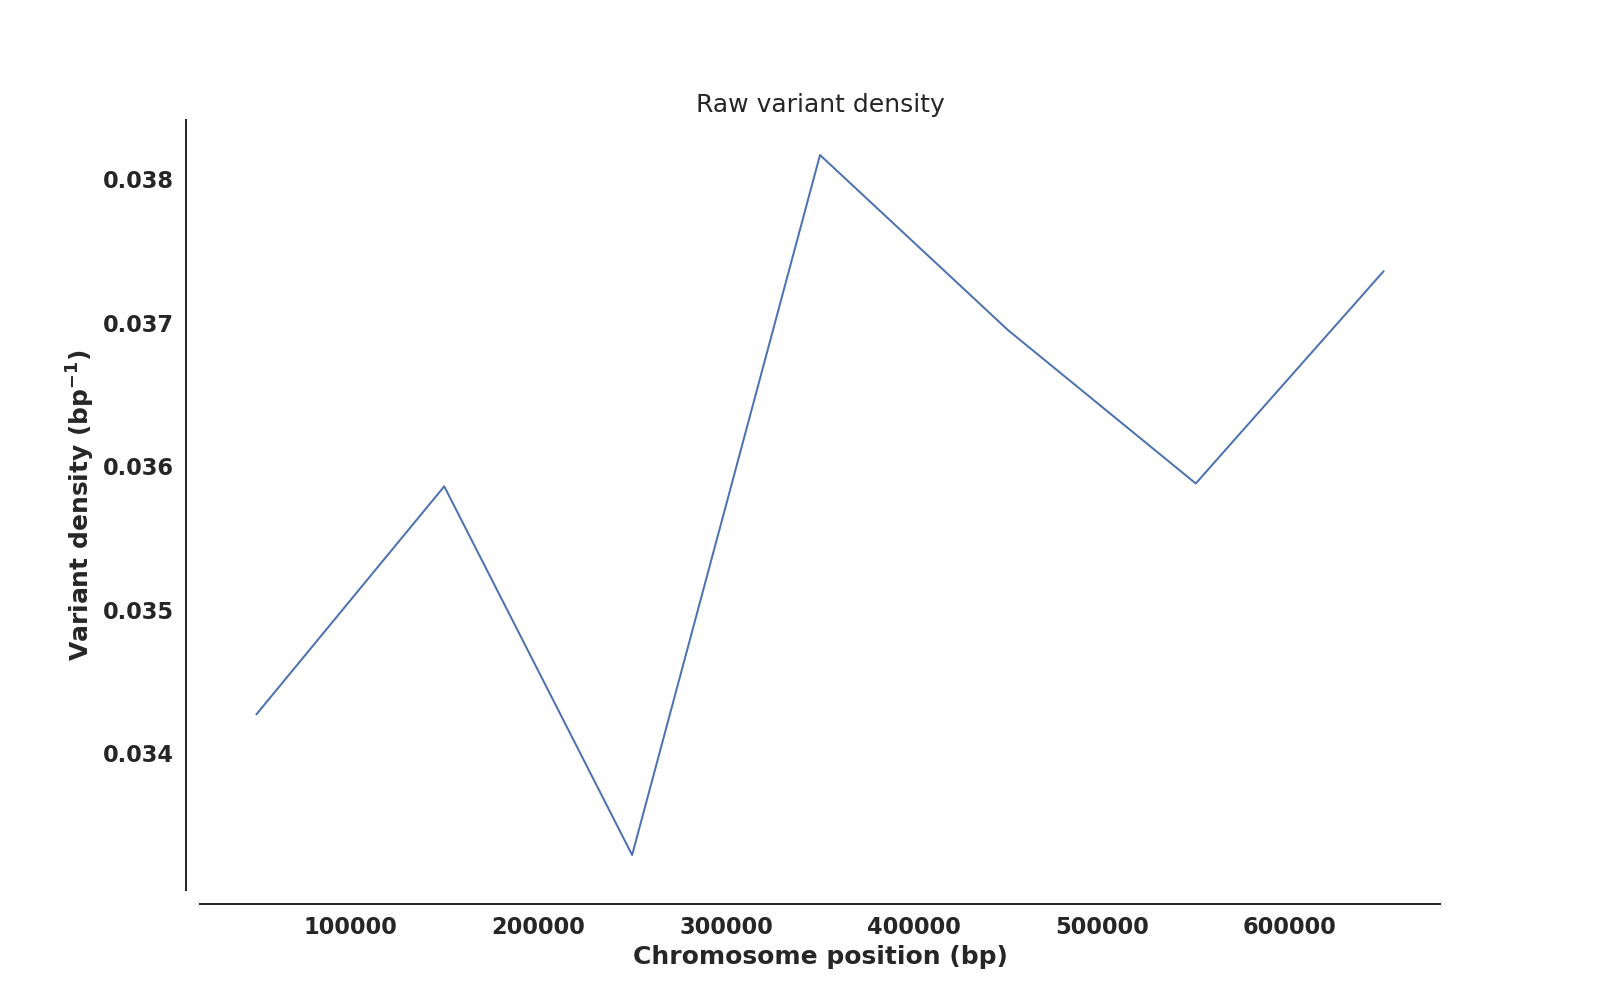 Raw variant density
0.038
0.037
0.036
0.035
0.034
Variant density (bp⁻¹)
100000 200000 300000 400000 500000 600000
Chromosome position (bp)